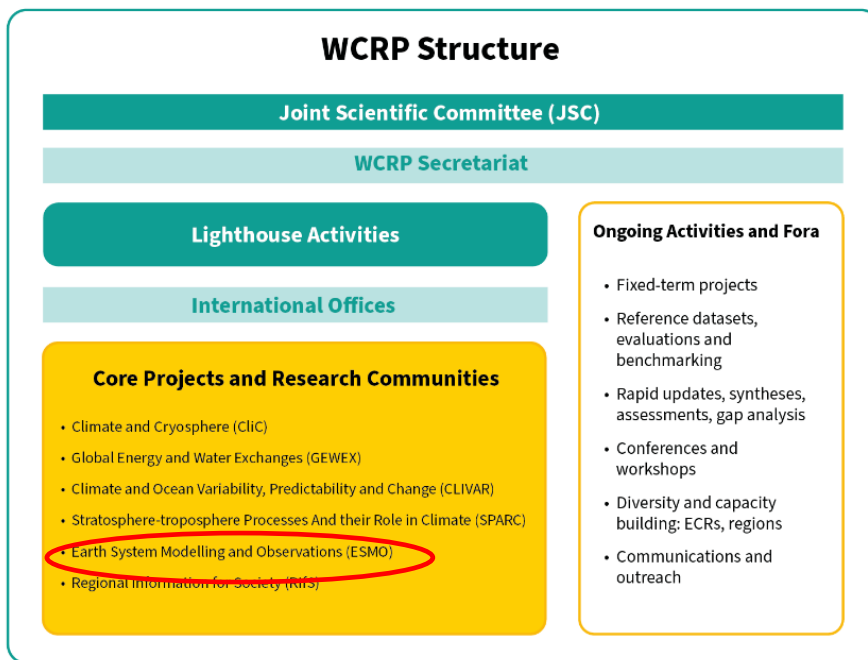 WCRP Structure
Joint Scientific Committee (JSC)
WCRP Secretariat
Lighthouse Activities
International Offices
Core Projects and Research Communities
• Climate and Cryosphere (CliC)
• Global Energy and Water Exchanges (GEWEX)
• Climate and Ocean Variability, Predictability and Change (CLIVAR)
• Stratosphere-troposphere Processes And their Role in Climate (SPARC)
• Earth System Modelling and Observations (ESMO)
• Regional Information for Society (RIfS)
Ongoing Activities and Fora
• Fixed-term projects
• Reference datasets,
evaluations and
benchmarking
• Rapid updates, syntheses,
assessments, gap analysis
• Conferences and
workshops
• Diversity and capacity
building: ECRs, regions
• Communications and
outreach